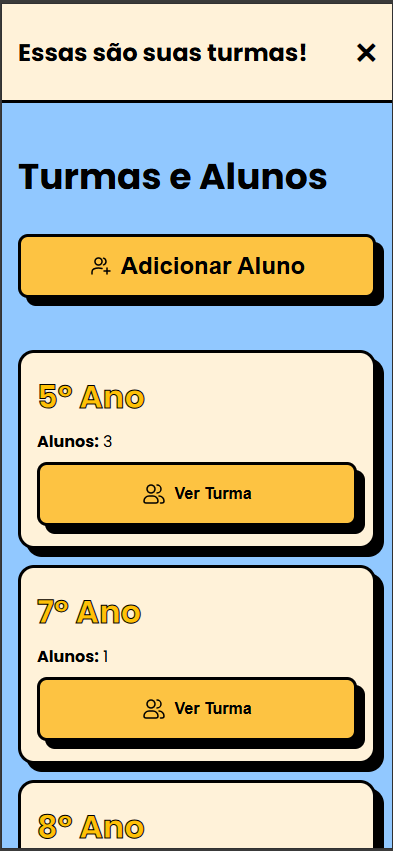 Essas são suas turmas!
Turmas e Alunos
Adicionar Aluno
5º Ano
Alunos: 3
Ver Turma
7º Ano
Alunos: 1
Ver Turma
8º Ano